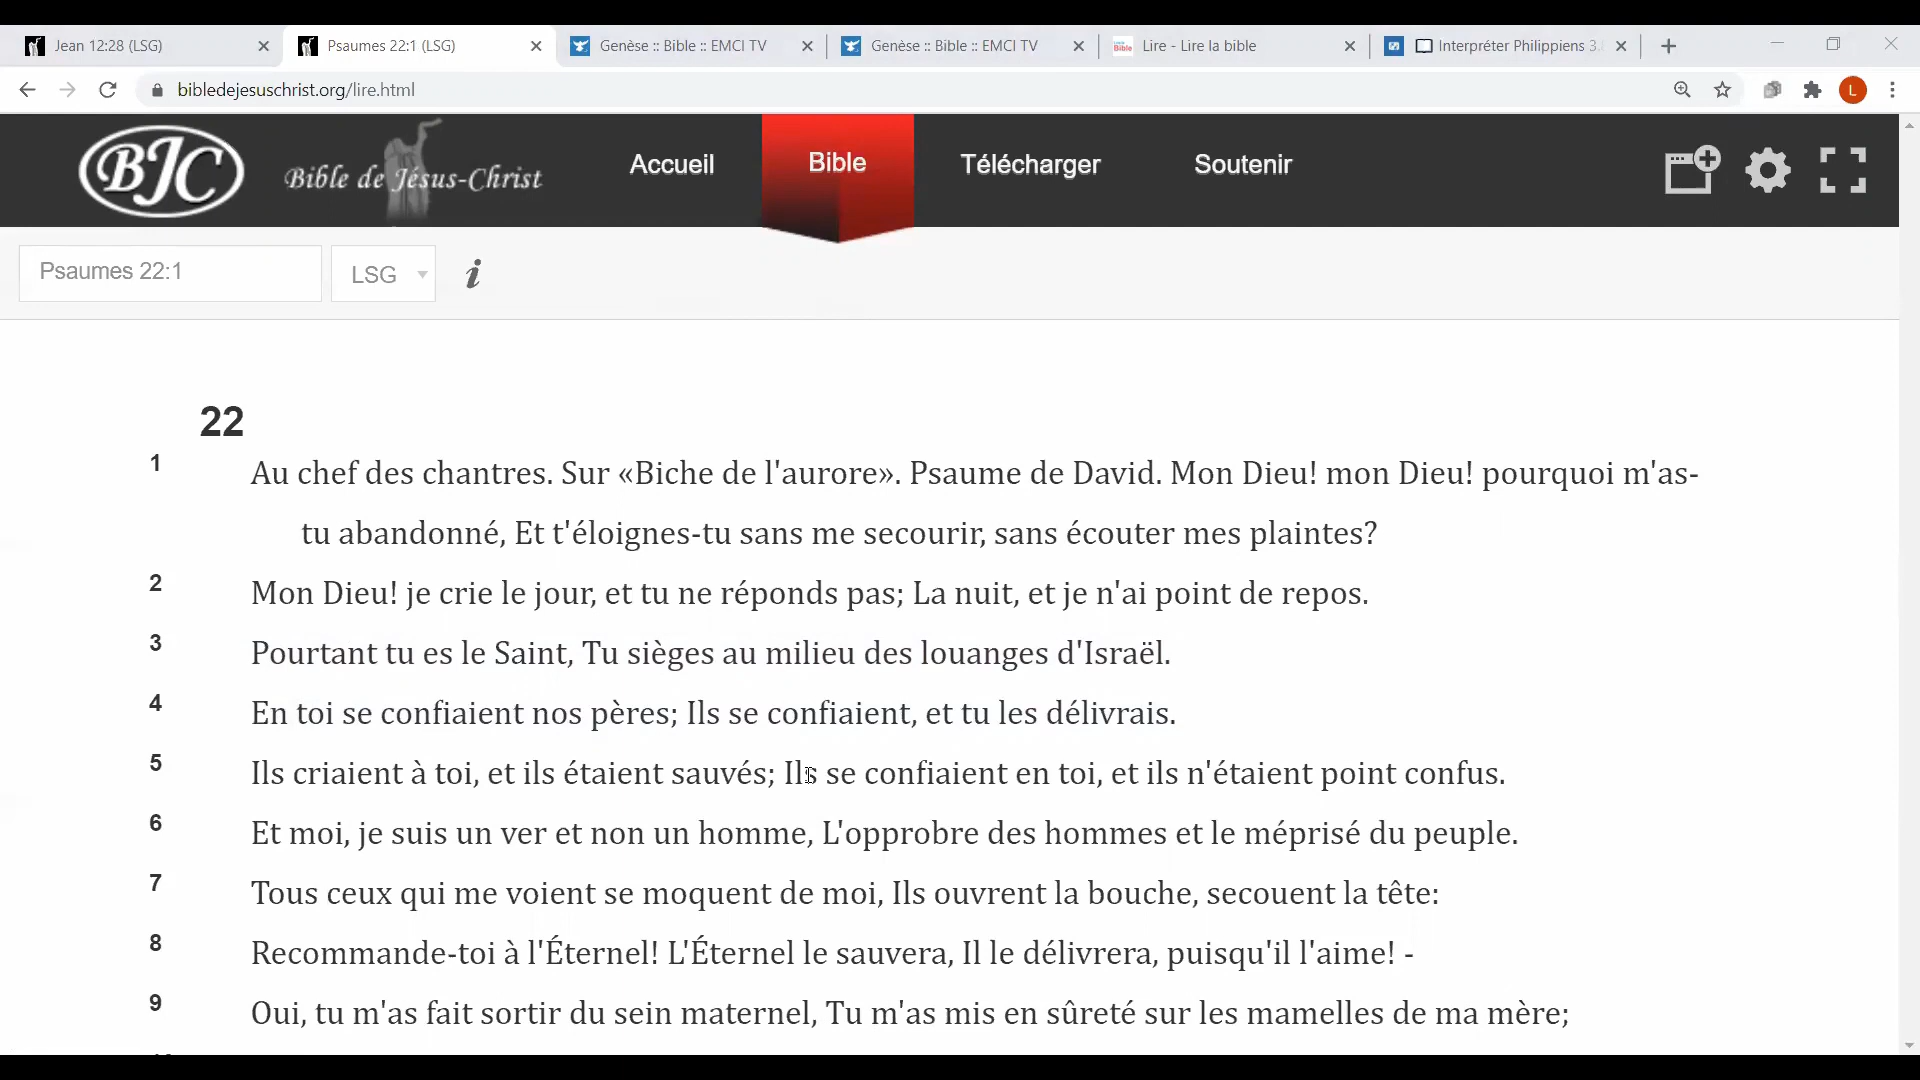 Jean 12:28 (LSG)
Psaumes 22:1 (LSG)
Genèse :: Bible :: EMCI TV
Genèse :: Bible :: EMCI TV
Lire - Lire la bible
Interpréter Philippiens 3.
bibledejesuschrist.org/lire.html
L
BJC
Bible de Jésus-Christ
Accueil
Bible
Télécharger
Soutenir
Psaumes 22:1
LSG
i
22
1 Au chef des chantres. Sur «Biche de l'aurore». Psaume de David. Mon Dieu! mon Dieu! pourquoi m'as-
tu abandonné, Et t'éloignes-tu sans me secourir, sans écouter mes plaintes?
2 Mon Dieu! je crie le jour, et tu ne réponds pas; La nuit, et je n'ai point de repos.
3 Pourtant tu es le Saint, Tu sièges au milieu des louanges d'Israël.
4 En toi se confiaient nos pères; Ils se confiaient, et tu les délivrais.
5 Ils criaient à toi, et ils étaient sauvés; Ils se confiaient en toi, et ils n'étaient point confus.
6 Et moi, je suis un ver et non un homme, L'opprobre des hommes et le méprisé du peuple.
7 Tous ceux qui me voient se moquent de moi, Ils ouvrent la bouche, secouent la tête:
8 Recommande-toi à l'Éternel! L'Éternel le sauvera, Il le délivrera, puisqu'il l'aime! -
9 Oui, tu m'as fait sortir du sein maternel, Tu m'as mis en sûreté sur les mamelles de ma mère;